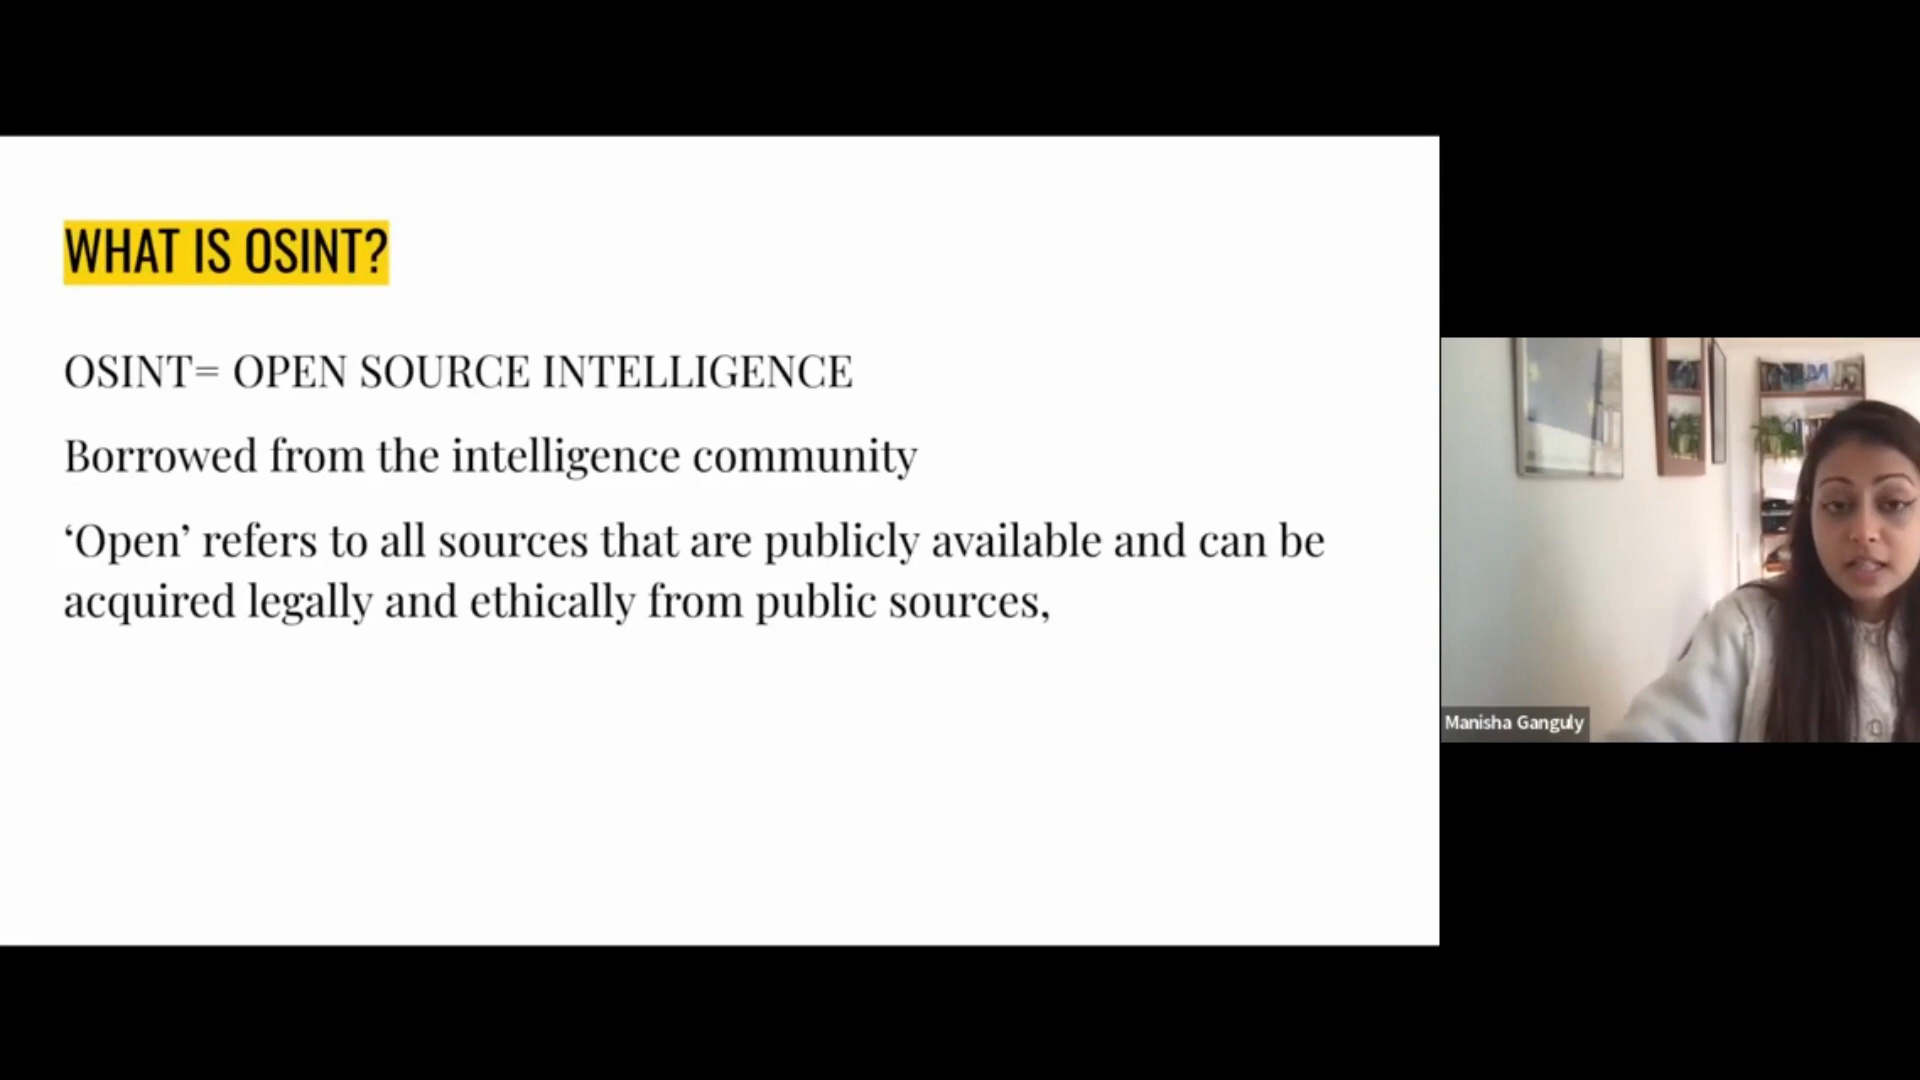 WHAT IS OSINT?
OSINT= OPEN SOURCE INTELLIGENCE
Borrowed from the intelligence community
‘Open’ refers to all sources that are publicly available and can be
acquired legally and ethically from public sources,
Manisha Ganguly